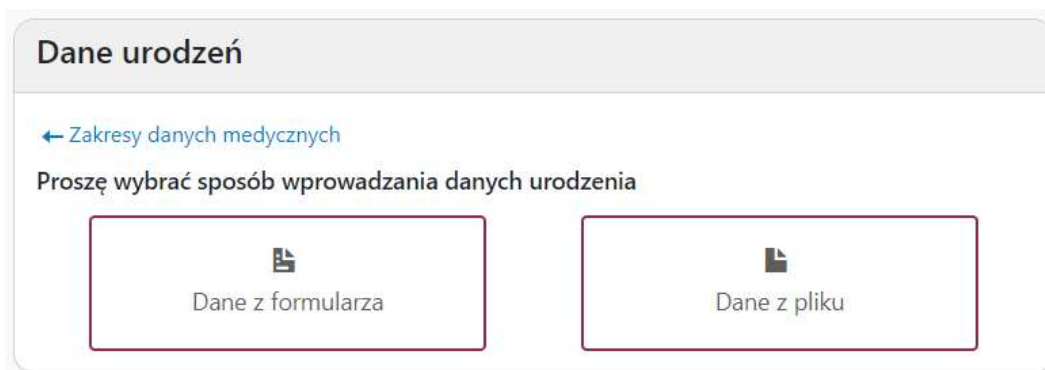 Dane urodzeń
← Zakresy danych medycznych
Proszę wybrać sposób wprowadzania danych urodzenia
Dane z formularza
Dane z pliku